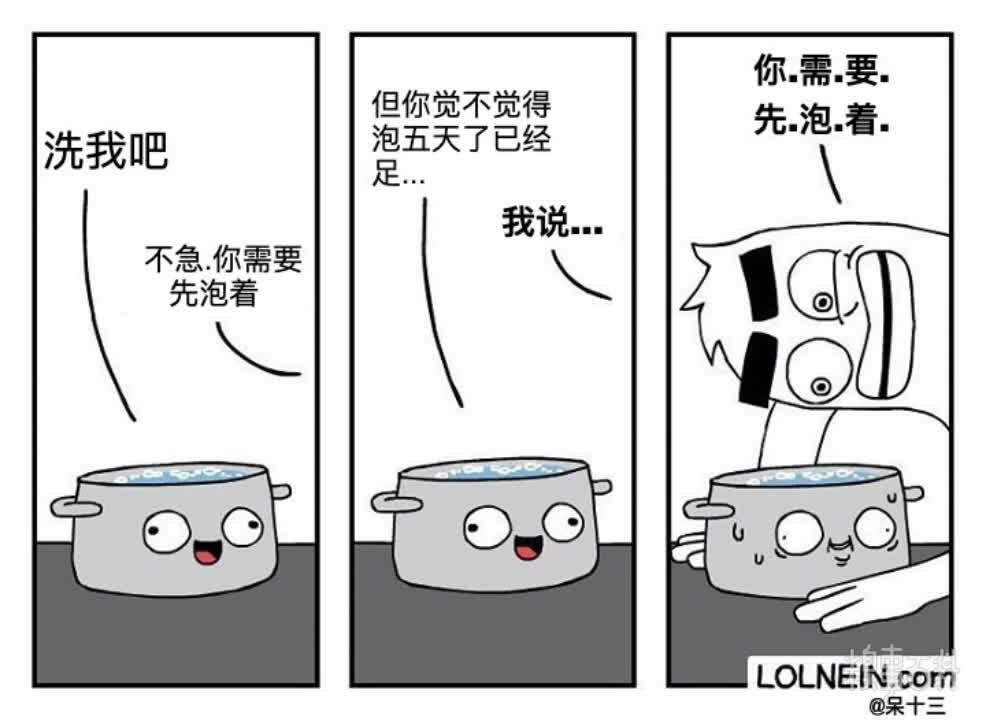 洗我吧
不急.你需要
先泡着
但你觉不觉得
泡五天了已经
足...
我说...
你.需.要.
先.泡.着.
LOLNEIN.com
@呆十三